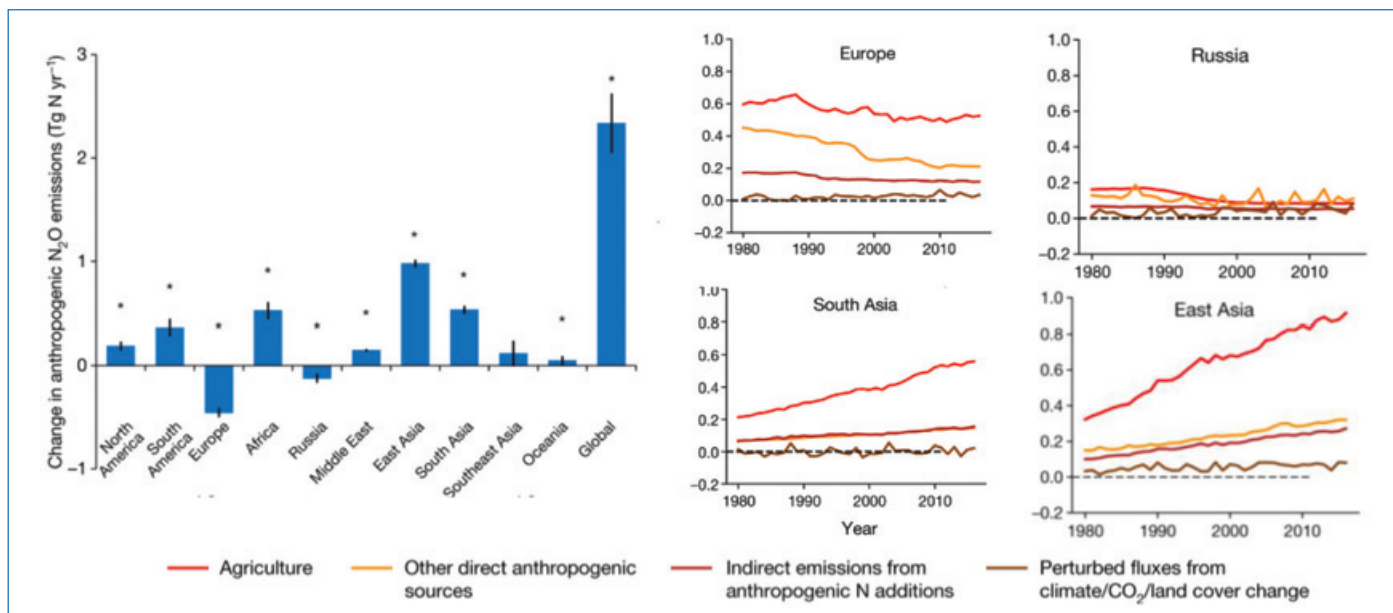 Change in anthropogenic N₂O emissions (Tg N yr⁻¹)
3
2
1
0
−1
*
*
*
*
*
*
*
*
*
*
North
America
South
America
Europe
Africa
Russia
Middle East
East Asia
South Asia
Southeast Asia
Oceania
Global
Europe
1.0
0.8
0.6
0.4
0.2
0.0
−0.2
1980 1990 2000 2010
Russia
1.0
0.8
0.6
0.4
0.2
0.0
−0.2
1980 1990 2000 2010
South Asia
1.0
0.8
0.6
0.4
0.2
0.0
−0.2
1980 1990 2000 2010
Year
East Asia
1.0
0.8
0.6
0.4
0.2
0.0
−0.2
1980 1990 2000 2010
Agriculture
Other direct anthropogenic
sources
Indirect emissions from
anthropogenic N additions
Perturbed fluxes from
climate/CO₂/land cover change